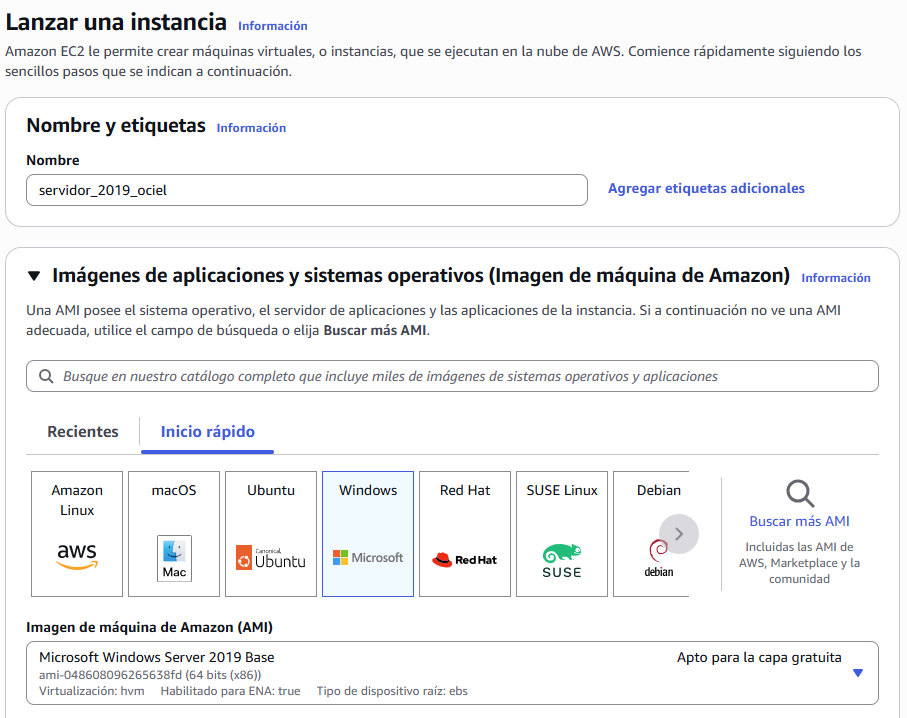 Lanzar una instancia Información
Amazon EC2 le permite crear máquinas virtuales, o instancias, que se ejecutan en la nube de AWS. Comience rápidamente siguiendo los
sencillos pasos que se indican a continuación.
Nombre y etiquetas Información
Nombre
servidor_2019_ociel
Agregar etiquetas adicionales
Imágenes de aplicaciones y sistemas operativos (Imagen de máquina de Amazon) Información
Una AMI posee el sistema operativo, el servidor de aplicaciones y las aplicaciones de la instancia. Si a continuación no ve una AMI
adecuada, utilice el campo de búsqueda o elija Buscar más AMI.
Busque en nuestro catálogo completo que incluye miles de imágenes de sistemas operativos y aplicaciones
Recientes
Inicio rápido
Amazon
Linux
aws
macOS
Mac
Ubuntu
Canonical
Ubuntu
Windows
Microsoft
Red Hat
Red Hat
SUSE Linux
SUSE
Debian
debian
Buscar más AMI
Incluidas las AMI de
AWS, Marketplace y la
comunidad
Imagen de máquina de Amazon (AMI)
Microsoft Windows Server 2019 Base
Apto para la capa gratuita
ami-048608096265638fd (64 bits (x86))
Virtualización: hvm Habilitado para ENA: true Tipo de dispositivo raíz: ebs